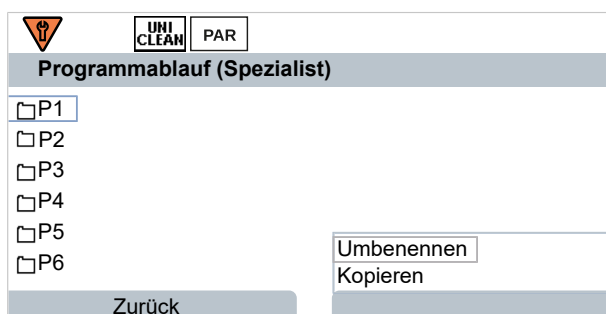 UNI
CLEAN PAR
Programmablauf (Spezialist)
P1
P2
P3
P4
P5
P6
Umbenennen
Kopieren
Zurück